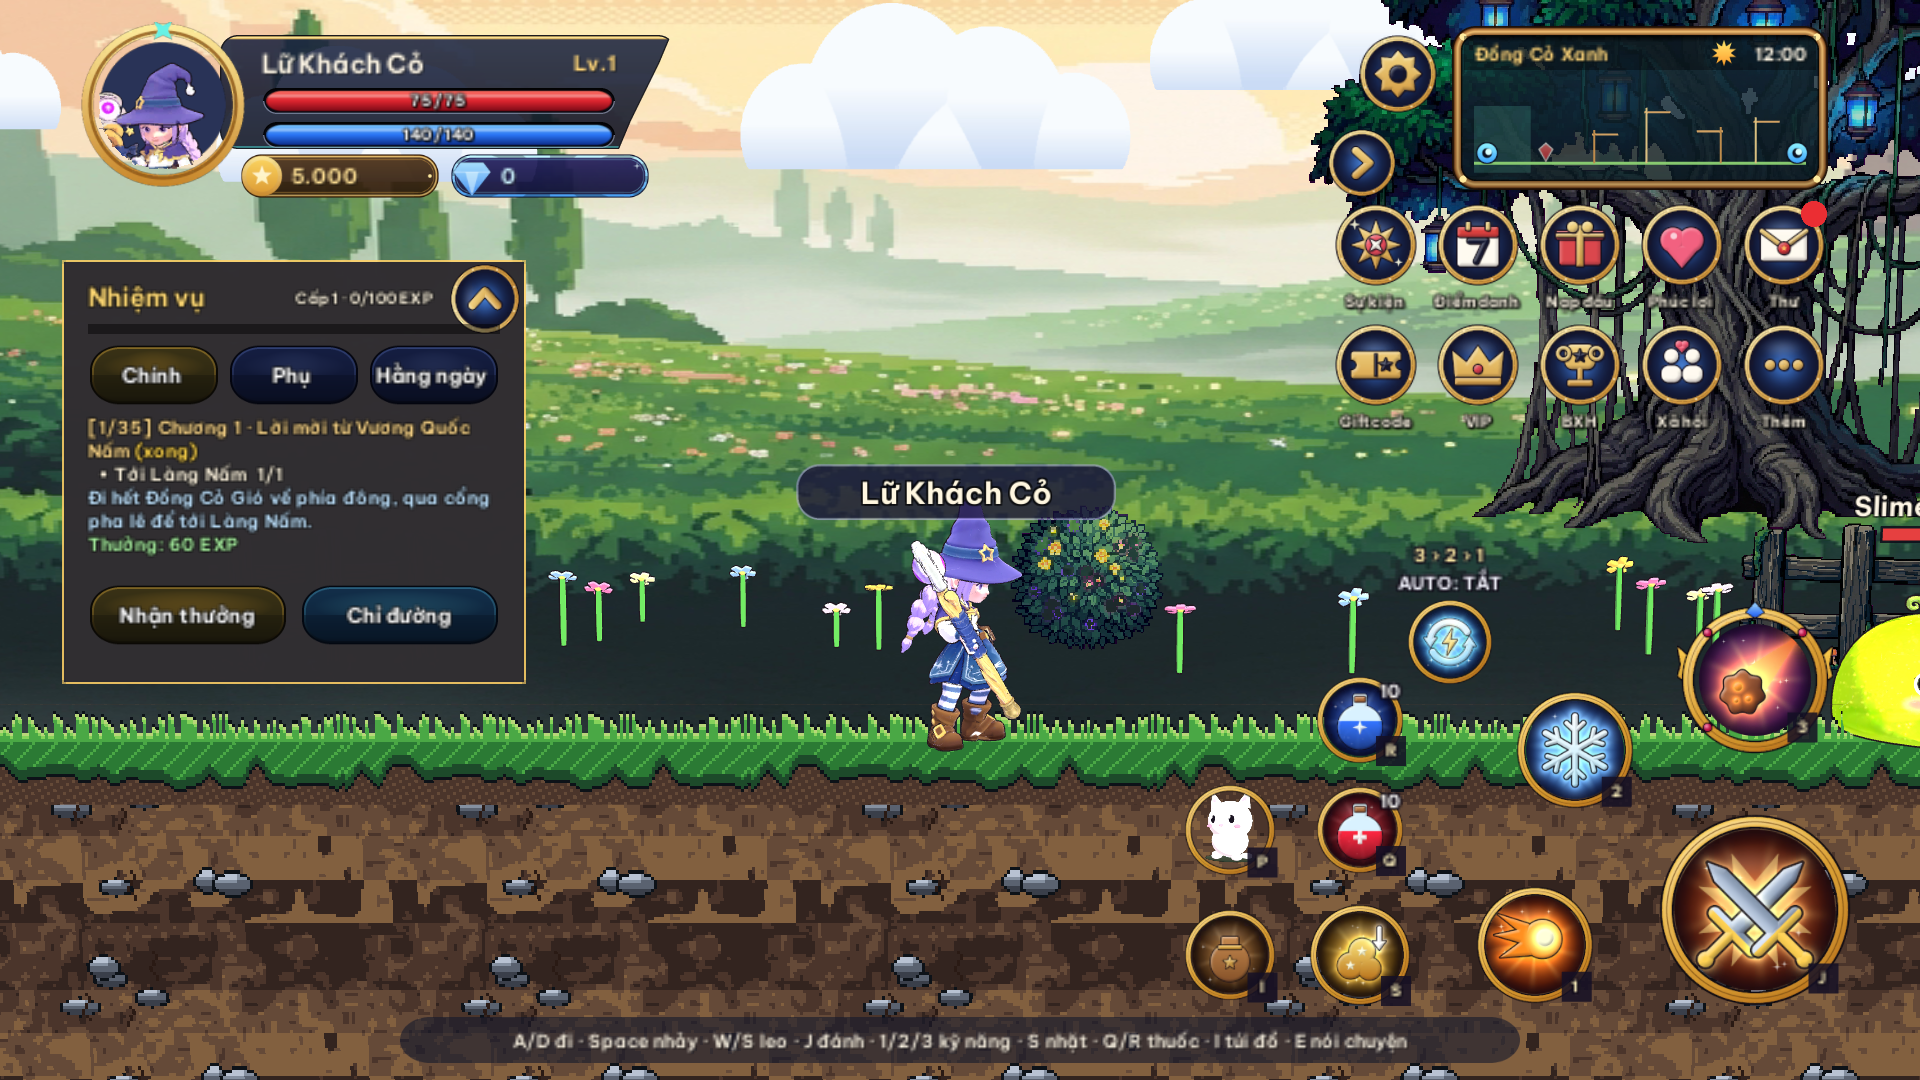 Lữ Khách Cỏ
Lv.1
75/75
140/140
5.000
0
Đồng Cỏ Xanh
12:00
Nhiệm vụ
Cấp 1 · 0/100 EXP
Chính
Phụ
Hằng ngày
[1/35] Chương 1 · Lời mời từ Vương Quốc
Nấm (xong)
• Tới Làng Nấm 1/1
Đi hết Đồng Cỏ Gió về phía đông, qua cổng
pha lê để tới Làng Nấm.
Thưởng: 60 EXP
Nhận thưởng
Chỉ đường
7
Sự kiện
Điểm danh
Nạp đầu
Phúc lợi
Thư
Giftcode
VIP
BXH
Xã hội
Thêm
Lữ Khách Cỏ
Slime
3 › 2 › 1
AUTO: TẮT
10
R
3
2
10
P
Q
I
S
1
J
A/D đi · Space nhảy · W/S leo · J đánh · 1/2/3 kỹ năng · S nhặt · Q/R thuốc · I túi đồ · E nói chuyện